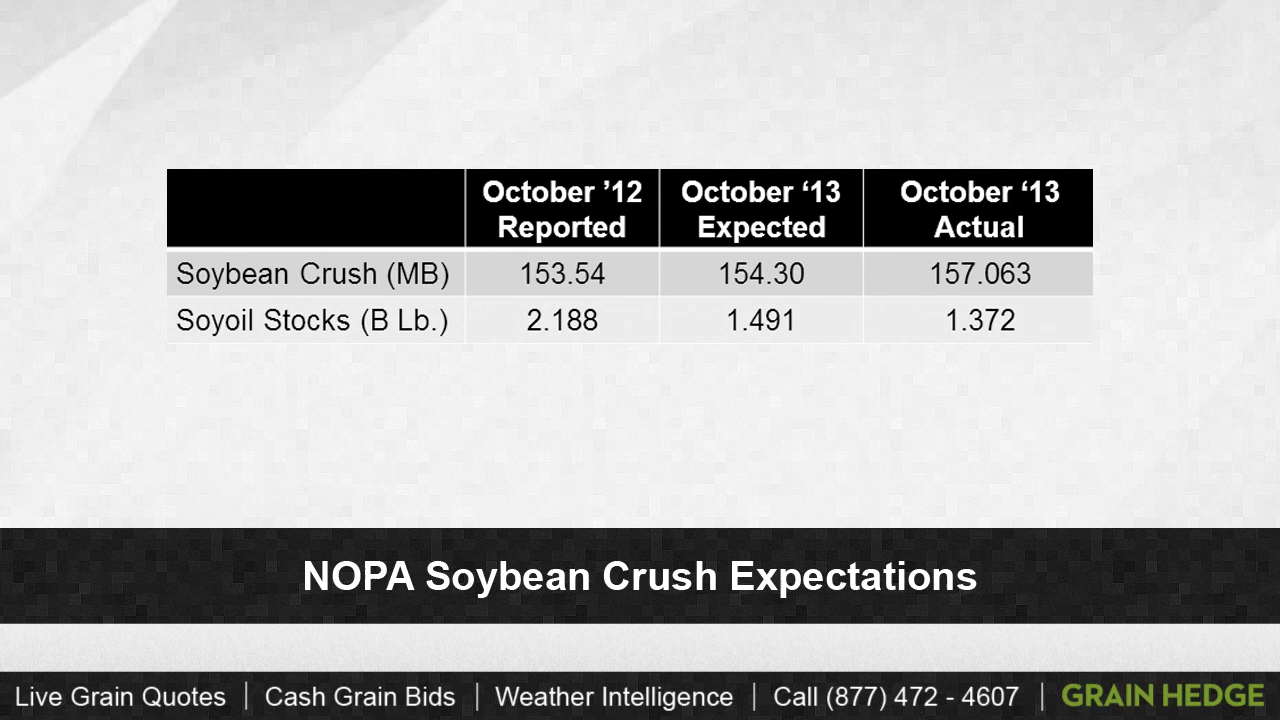 October ’12 October ‘13 October ‘13
Reported Expected Actual
Soybean Crush (MB) 153.54 154.30 157.063
Soyoil Stocks (B Lb.) 2.188 1.491 1.372
NOPA Soybean Crush Expectations
Live Grain Quotes | Cash Grain Bids | Weather Intelligence | Call (877) 472 - 4607 | GRAIN HEDGE